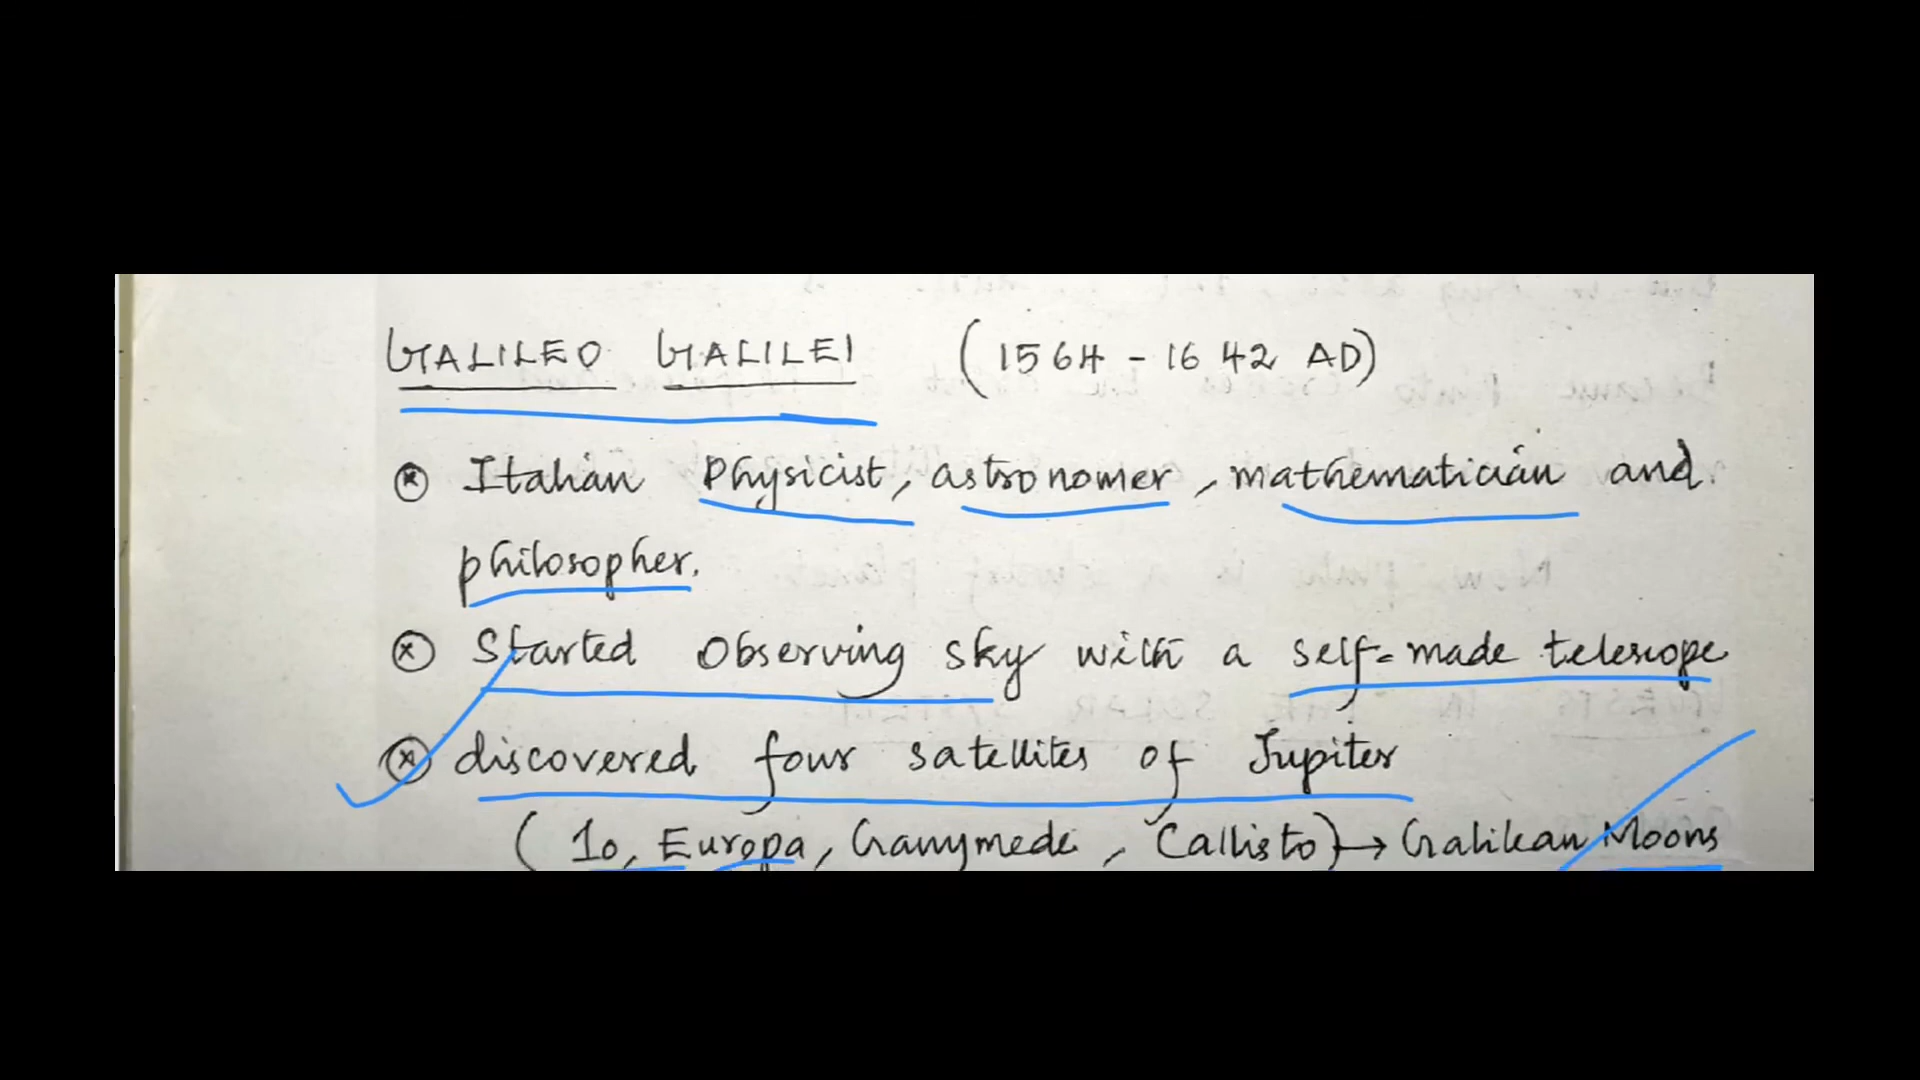 GALILEO GALILEI (1564 - 1642 AD)
Italian Physicist, astronomer, mathematician and
philosopher.
Started Observing sky with a self-made telescope
discovered four satellites of Jupiter
(Io, Europa, Ganymede, Callisto) → Galilean Moons